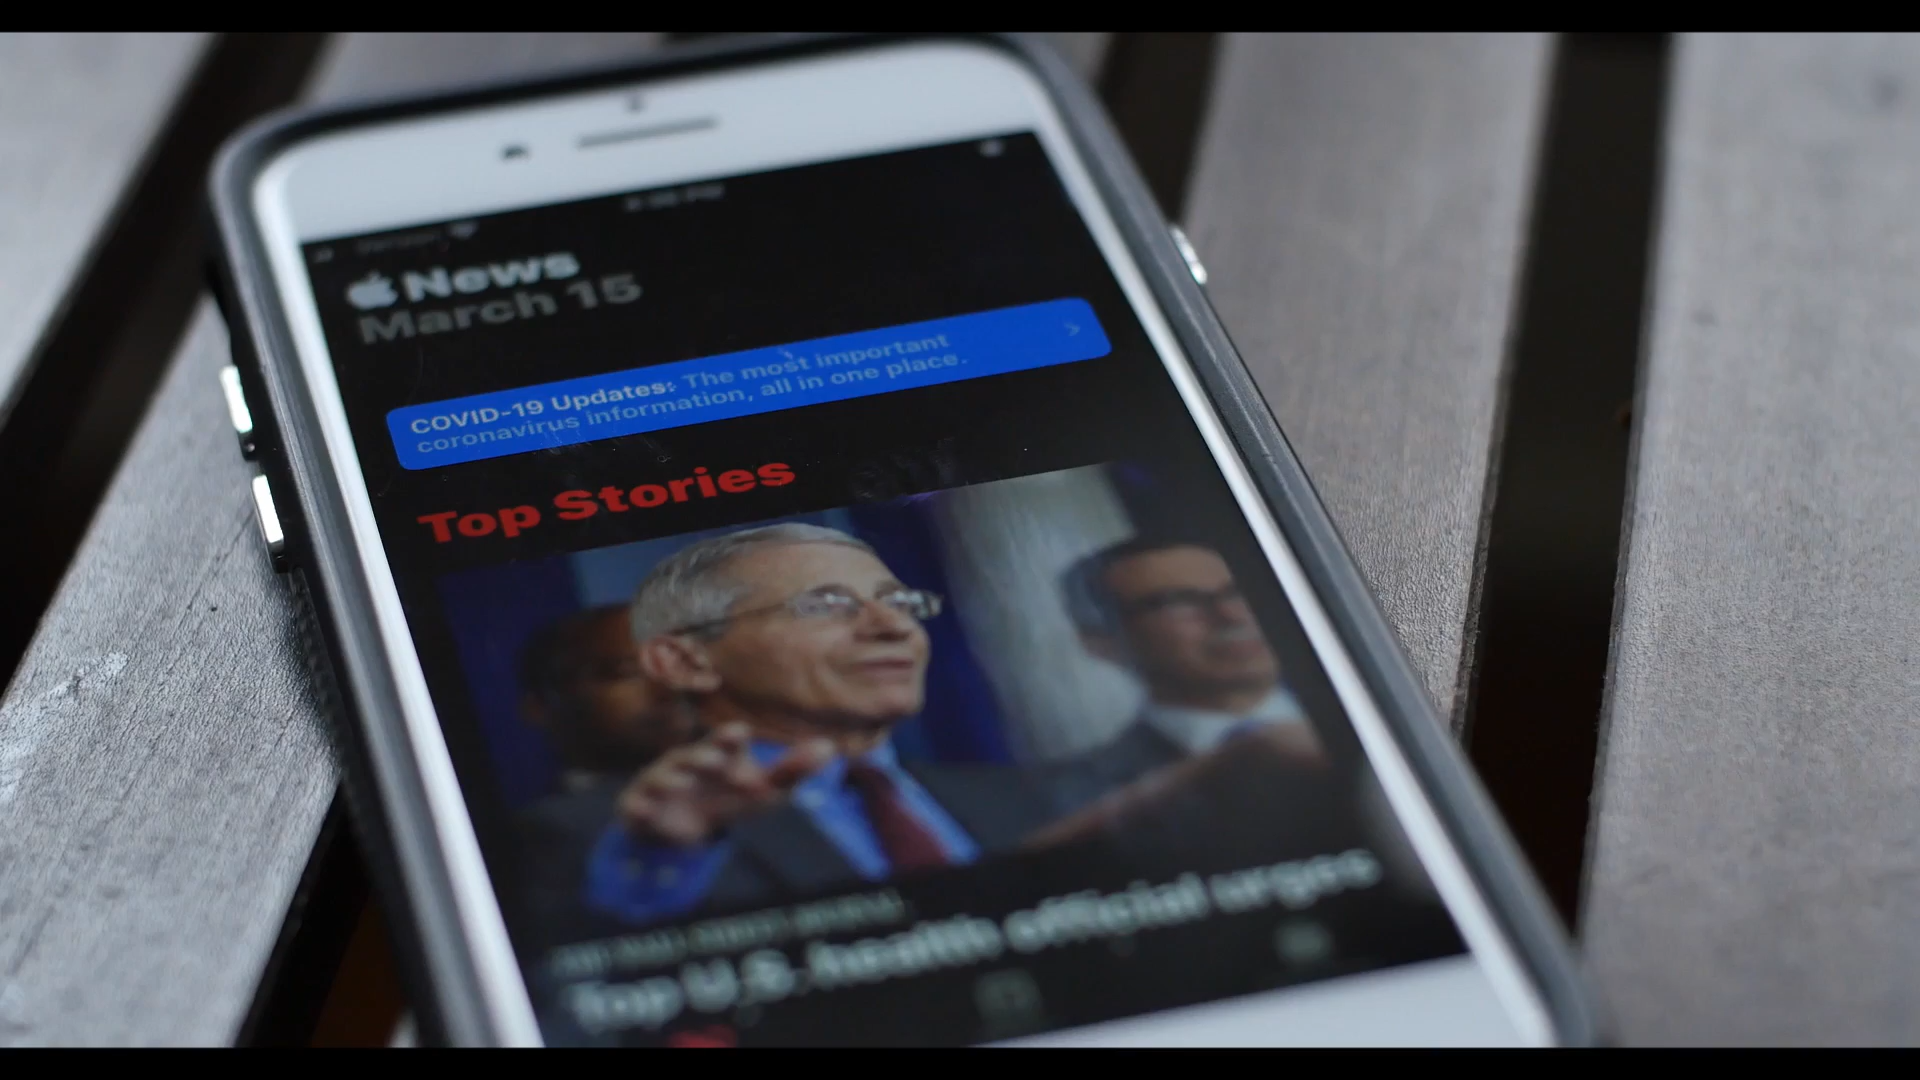 News
March 15
COVID-19 Updates: The most important
coronavirus information, all in one place.
Top Stories
Top U.S. health official urges